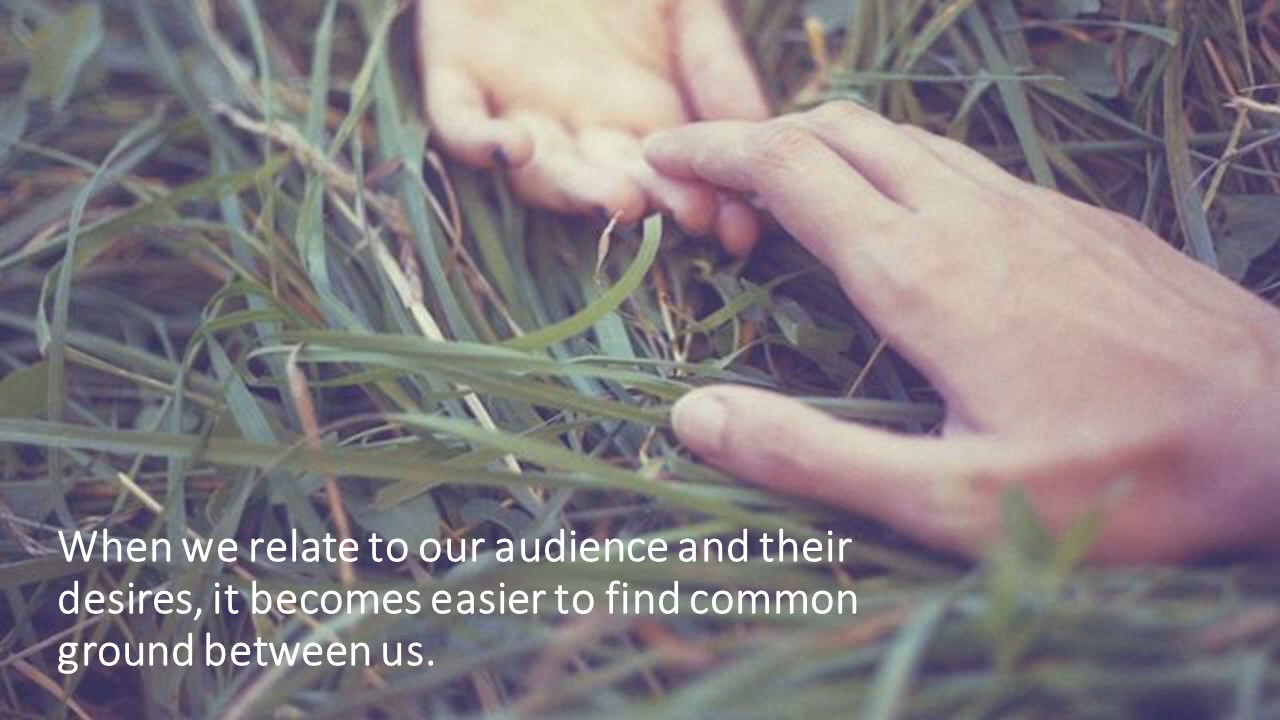 When we relate to our audience and their
desires, it becomes easier to find common
ground between us.